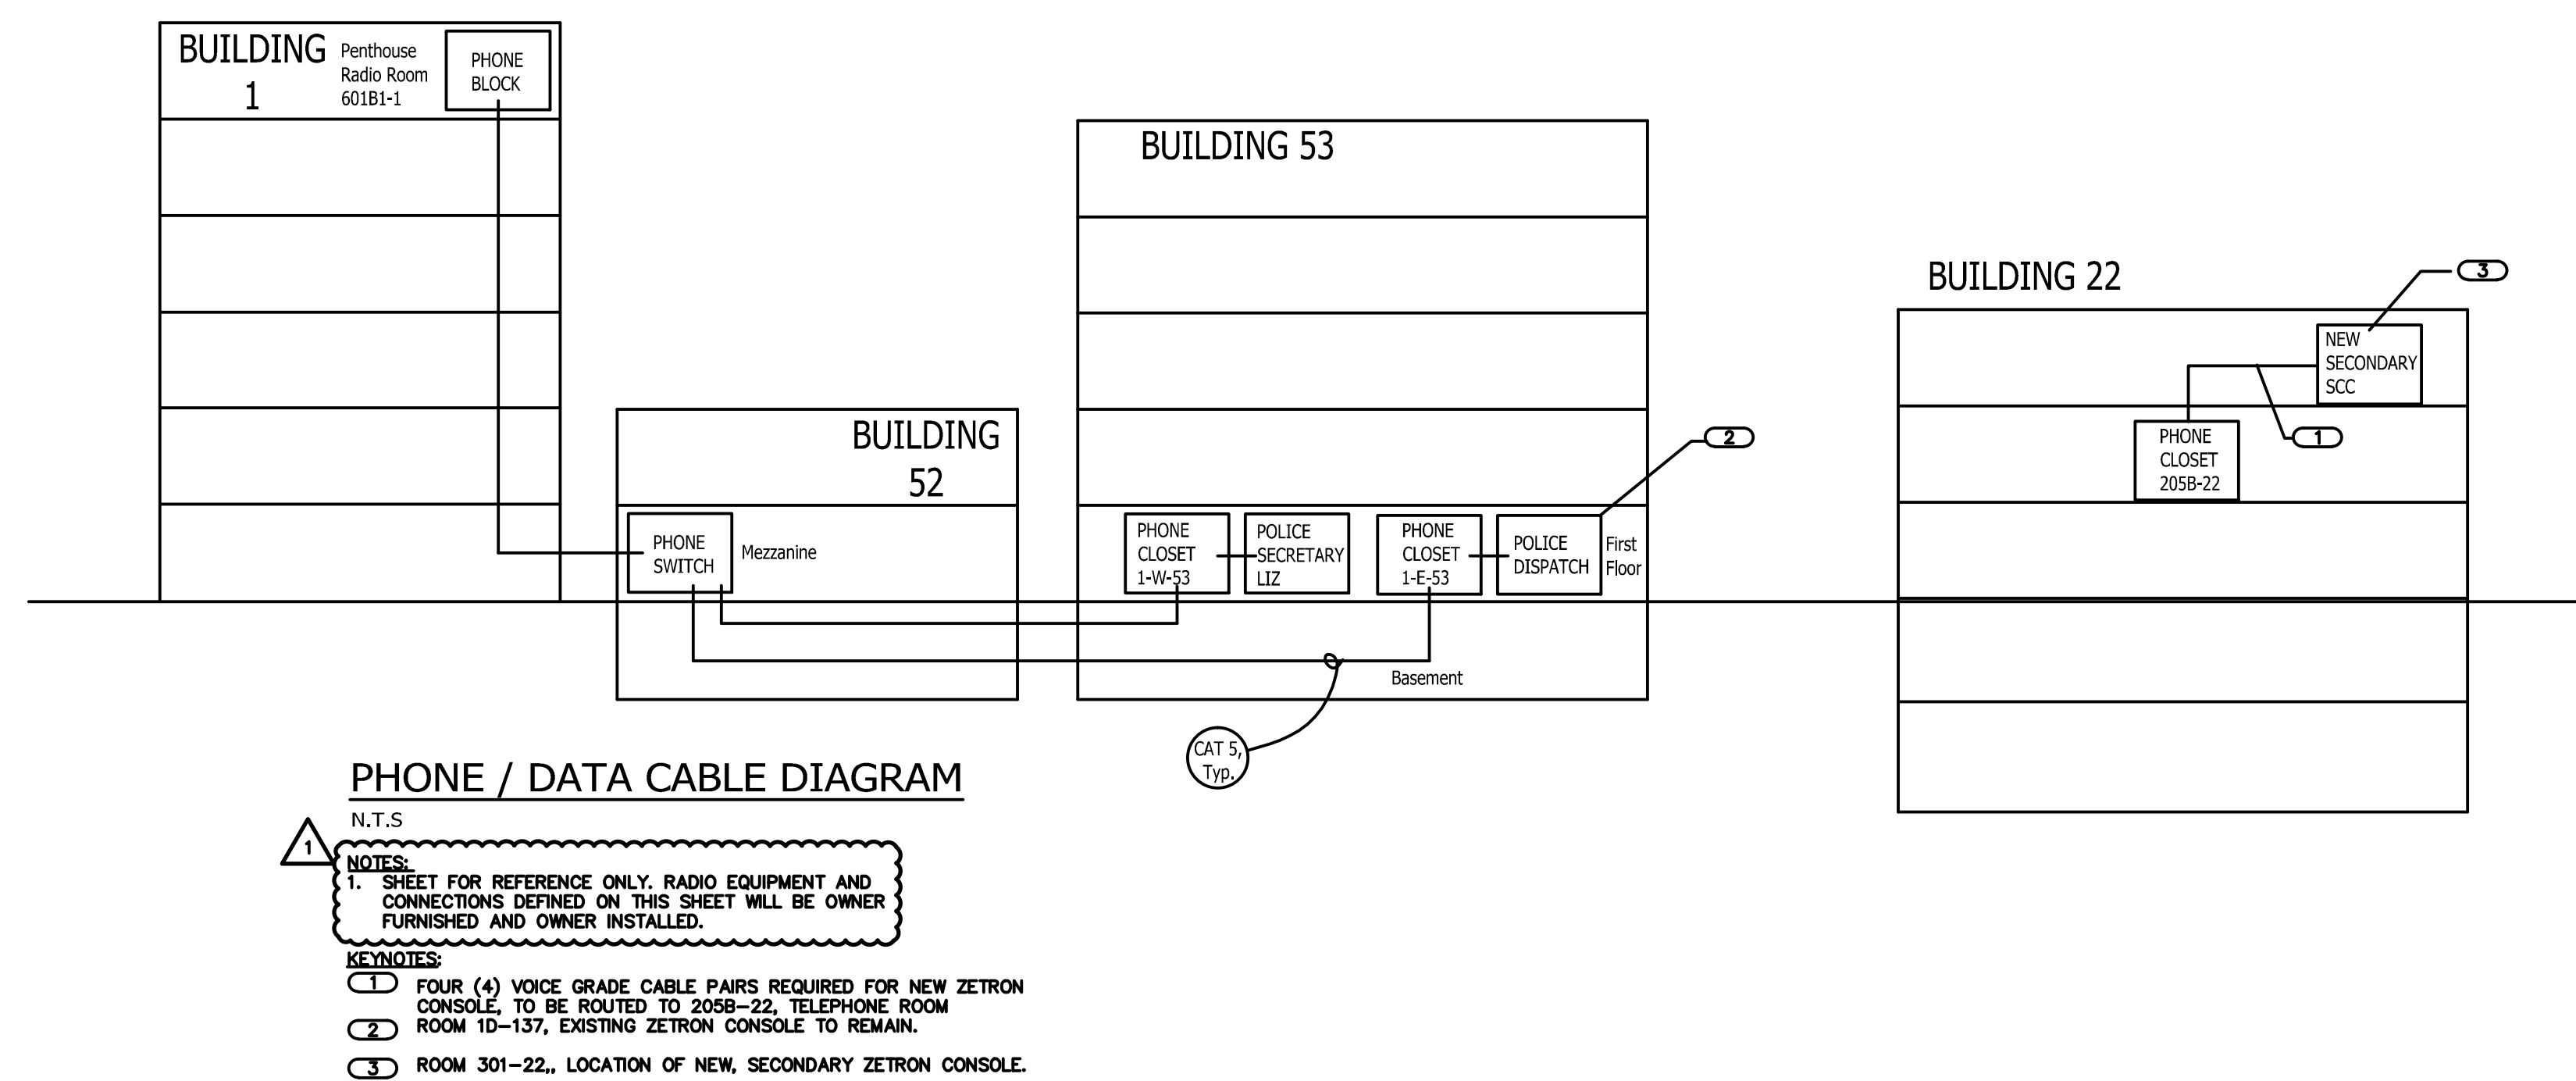 BUILDING
1
Penthouse
Radio Room
601B1-1
PHONE
BLOCK
BUILDING 53
BUILDING 22
3
NEW
SECONDARY
SCC
BUILDING
52
2
1
PHONE
CLOSET
205B-22
PHONE
SWITCH
Mezzanine
PHONE
CLOSET
1-W-53
POLICE
SECRETARY
LIZ
PHONE
CLOSET
1-E-53
POLICE
DISPATCH
First
Floor
Basement
CAT 5,
Typ.
PHONE / DATA CABLE DIAGRAM
N.T.S
1
NOTES:
1. SHEET FOR REFERENCE ONLY. RADIO EQUIPMENT AND
CONNECTIONS DEFINED ON THIS SHEET WILL BE OWNER
FURNISHED AND OWNER INSTALLED.
KEYNOTES:
1 FOUR (4) VOICE GRADE CABLE PAIRS REQUIRED FOR NEW ZETRON
CONSOLE, TO BE ROUTED TO 205B-22, TELEPHONE ROOM
2 ROOM 1D-137, EXISTING ZETRON CONSOLE TO REMAIN.
3 ROOM 301-22,, LOCATION OF NEW, SECONDARY ZETRON CONSOLE.